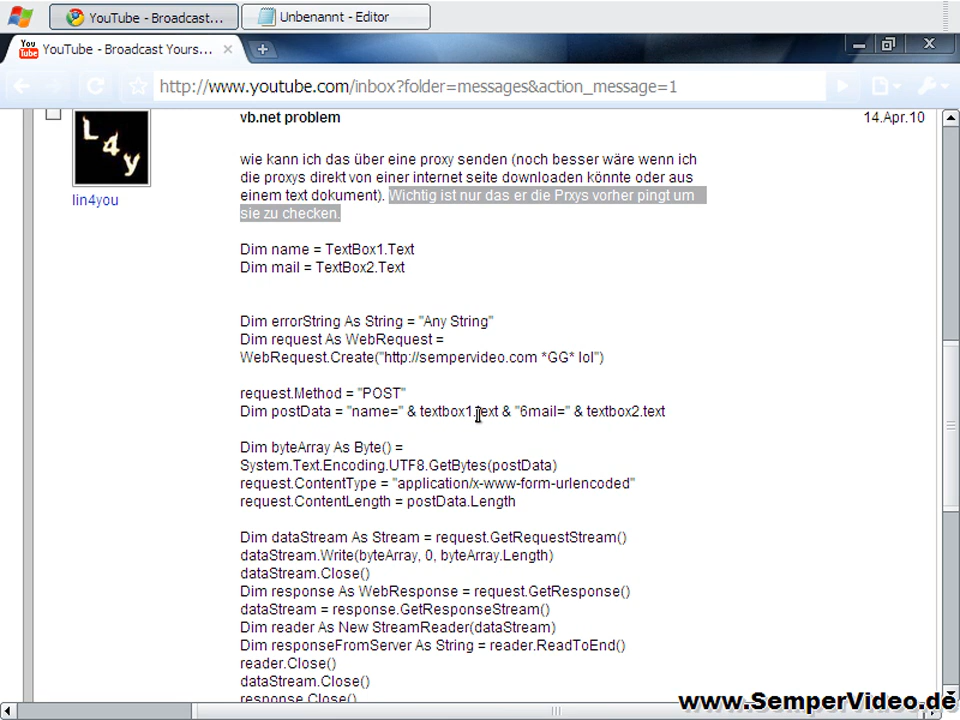 YouTube - Broadcast...
Unbenannt - Editor
You
Tube
YouTube - Broadcast Yours...
http://www.youtube.com/inbox?folder=messages&action_message=1
L4y
lin4you
vb.net problem
14.Apr.10
wie kann ich das über eine proxy senden (noch besser wäre wenn ich
die proxys direkt von einer internet seite downloaden könnte oder aus
einem text dokument). Wichtig ist nur das er die Prxys vorher pingt um
sie zu checken.
Dim name = TextBox1.Text
Dim mail = TextBox2.Text
Dim errorString As String = "Any String"
Dim request As WebRequest =
WebRequest.Create("http://sempervideo.com *GG* lol")
request.Method = "POST"
Dim postData = "name=" & textbox1.text & "6mail=" & textbox2.text
Dim byteArray As Byte() =
System.Text.Encoding.UTF8.GetBytes(postData)
request.ContentType = "application/x-www-form-urlencoded"
request.ContentLength = postData.Length
Dim dataStream As Stream = request.GetRequestStream()
dataStream.Write(byteArray, 0, byteArray.Length)
dataStream.Close()
Dim response As WebResponse = request.GetResponse()
dataStream = response.GetResponseStream()
Dim reader As New StreamReader(dataStream)
Dim responseFromServer As String = reader.ReadToEnd()
reader.Close()
dataStream.Close()
response.Close()
www.SemperVideo.de